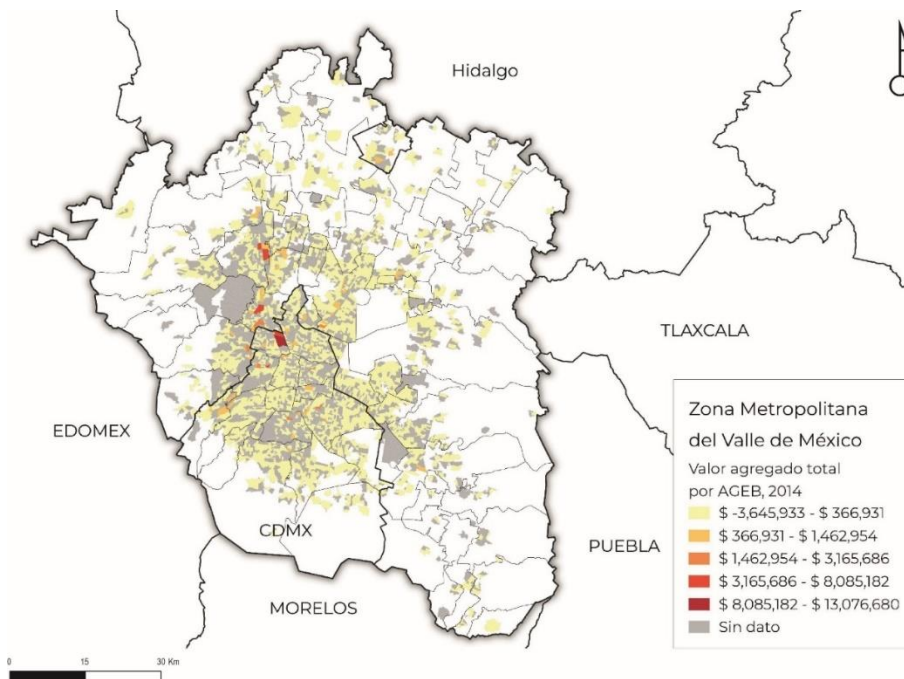 Hidalgo
TLAXCALA
EDOMEX
CDMX
PUEBLA
MORELOS
Zona Metropolitana
del Valle de México
Valor agregado total
por AGEB, 2014
$ -3,645,933 - $ 366,931
$ 366,931 - $ 1,462,954
$ 1,462,954 - $ 3,165,686
$ 3,165,686 - $ 8,085,182
$ 8,085,182 - $ 13,076,680
Sin dato
0 15 30 Km